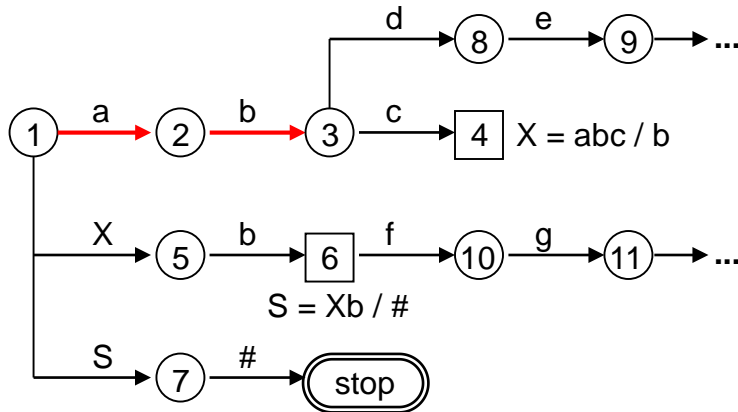 d e
8 9 ...
a b c
1 2 3 4 X = abc / b
X b f g
5 6 10 11 ...
S = Xb / #
S #
7 stop